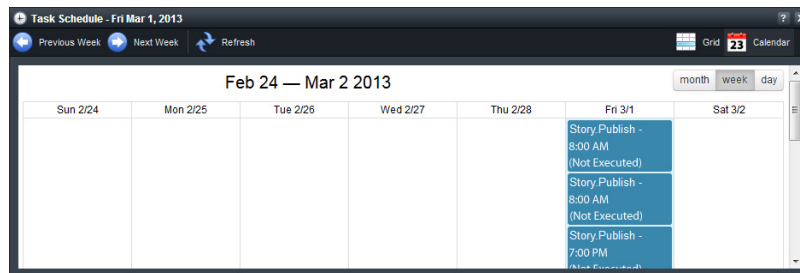 Task Schedule - Fri Mar 1, 2013 ?
Previous Week Next Week Refresh Grid 23 Calendar
Feb 24 — Mar 2 2013 month week day
Sun 2/24 Mon 2/25 Tue 2/26 Wed 2/27 Thu 2/28 Fri 3/1 Sat 3/2
Story.Publish -
8:00 AM
(Not Executed)
Story.Publish -
8:00 AM
(Not Executed)
Story.Publish -
7:00 PM
(Not Executed)